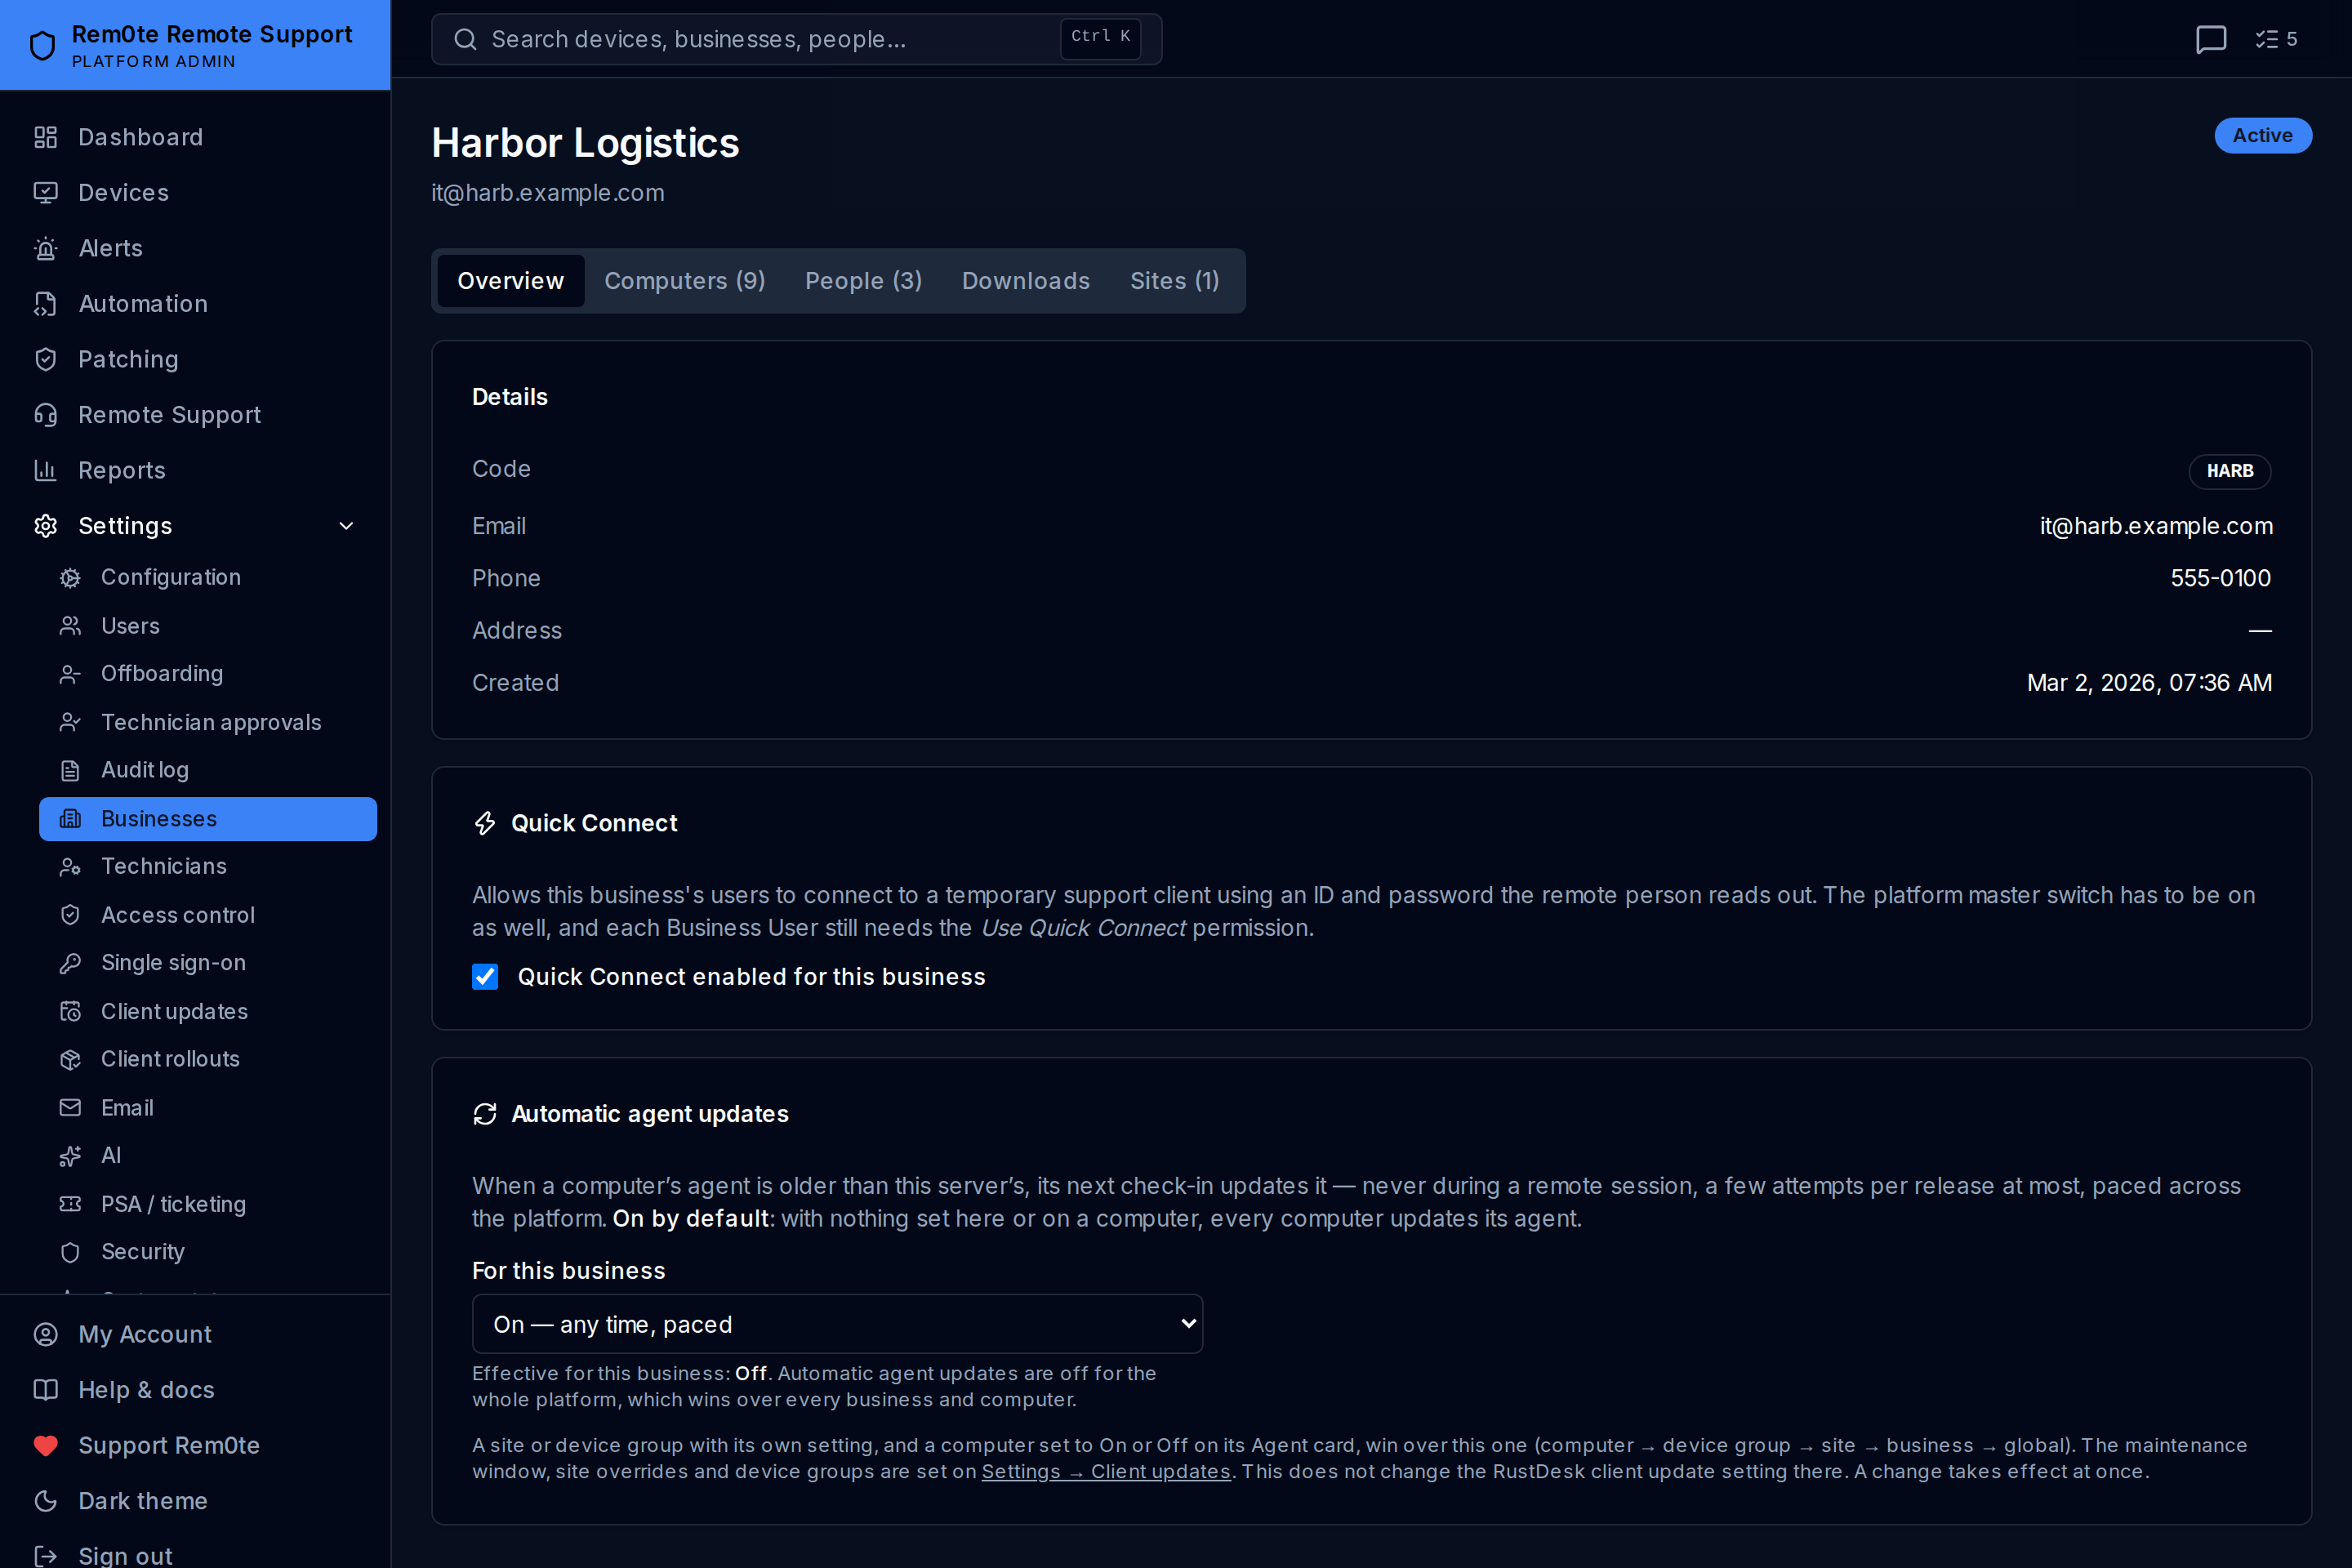 Rem0te Remote Support
PLATFORM ADMIN
Search devices, businesses, people...
Ctrl K
5
Dashboard
Devices
Alerts
Automation
Patching
Remote Support
Reports
Settings
Configuration
Users
Offboarding
Technician approvals
Audit log
Businesses
Technicians
Access control
Single sign-on
Client updates
Client rollouts
Email
AI
PSA / ticketing
Security
My Account
Help & docs
Support Rem0te
Dark theme
Sign out
Harbor Logistics
Active
it@harb.example.com
Overview
Computers (9)
People (3)
Downloads
Sites (1)
Details
Code
HARB
Email
it@harb.example.com
Phone
555-0100
Address
—
Created
Mar 2, 2026, 07:36 AM
Quick Connect
Allows this business's users to connect to a temporary support client using an ID and password the remote person reads out. The platform master switch has to be on
as well, and each Business User still needs the Use Quick Connect permission.
Quick Connect enabled for this business
Automatic agent updates
When a computer’s agent is older than this server’s, its next check-in updates it — never during a remote session, a few attempts per release at most, paced across
the platform. On by default: with nothing set here or on a computer, every computer updates its agent.
For this business
On — any time, paced
Effective for this business: Off. Automatic agent updates are off for the
whole platform, which wins over every business and computer.
A site or device group with its own setting, and a computer set to On or Off on its Agent card, win over this one (computer → device group → site → business → global). The maintenance
window, site overrides and device groups are set on Settings → Client updates. This does not change the RustDesk client update setting there. A change takes effect at once.